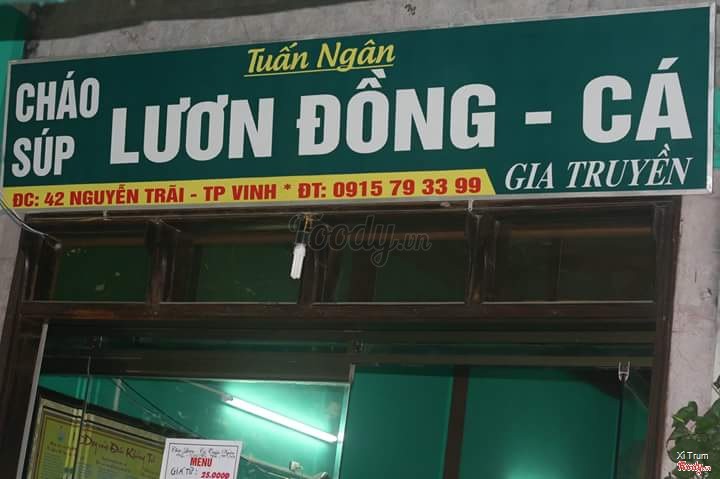 Tuấn Ngân
CHÁO
SÚP
LƯƠN ĐỒNG - CÁ
GIA TRUYỀN
ĐC: 42 NGUYỄN TRÃI - TP VINH * ĐT: 0915 79 33 99
Foody.vn
MENU
GIÁ TỪ: 25.000đ
Xì Trum
Foody.vn